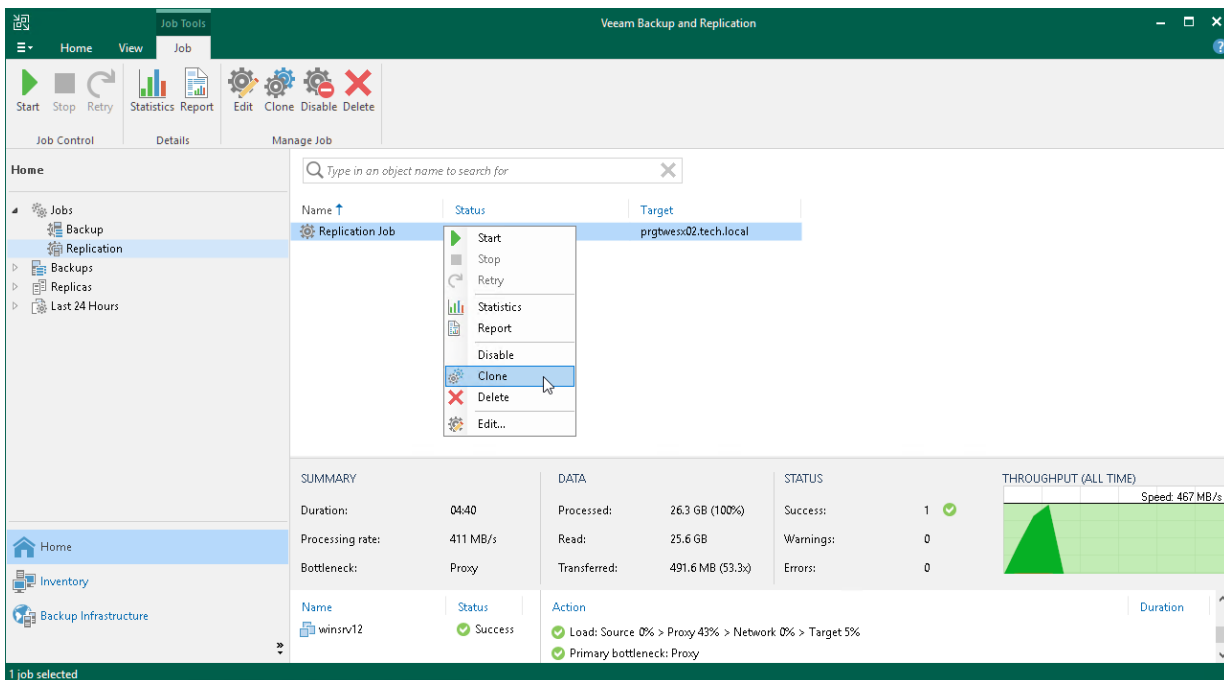 Job Tools
Veeam Backup and Replication
Home View Job
Start Stop Retry Statistics Report Edit Clone Disable Delete
Job Control Details Manage Job
Home
Type in an object name to search for
Jobs
Backup
Replication
Backups
Replicas
Last 24 Hours
Name Status Target
Replication Job prgtwesx02.tech.local
Start
Stop
Retry
Statistics
Report
Disable
Clone
Delete
Edit...
SUMMARY DATA STATUS THROUGHPUT (ALL TIME)
Speed: 467 MB/s
Duration: 04:40 Processed: 26.3 GB (100%) Success: 1
Processing rate: 411 MB/s Read: 25.6 GB Warnings: 0
Bottleneck: Proxy Transferred: 491.6 MB (53.3x) Errors: 0
Home
Inventory
Backup Infrastructure
Name Status Action Duration
winsrv12 Success Load: Source 0% > Proxy 43% > Network 0% > Target 5%
Primary bottleneck: Proxy
1 job selected